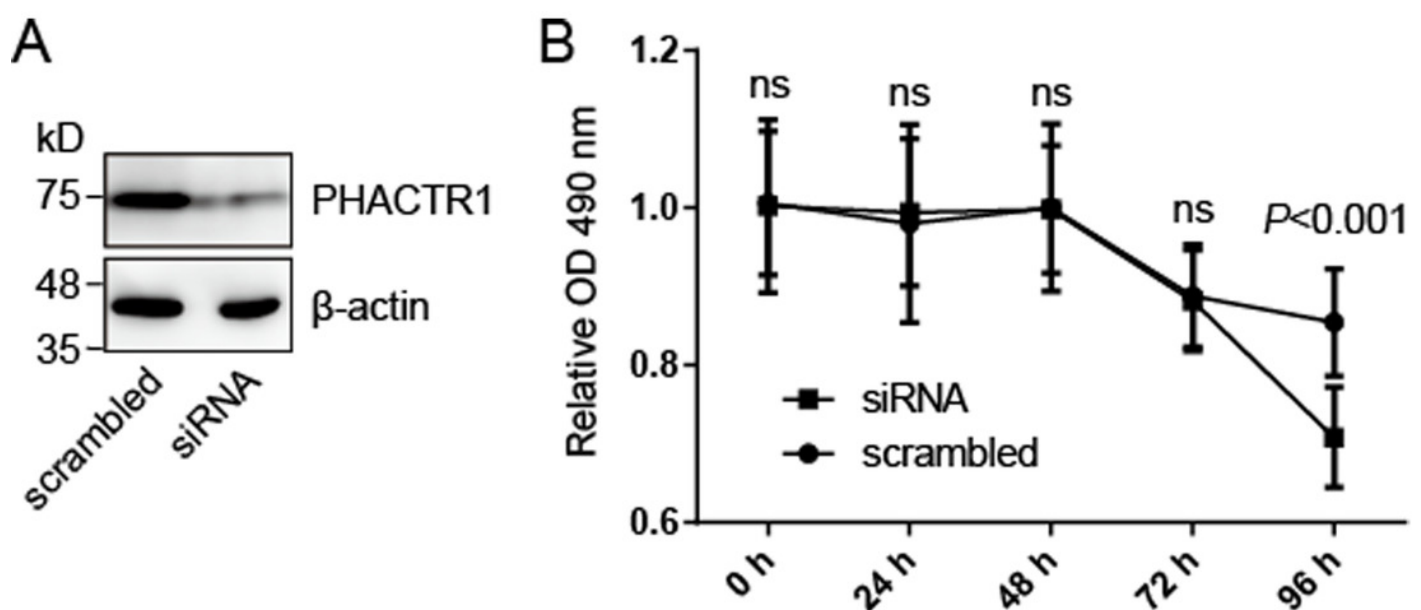 A
kD
75
PHACTR1
48
β-actin
35
scrambled
siRNA
B
1.2
1.0
0.8
0.6
Relative OD 490 nm
ns
ns
ns
ns
P<0.001
siRNA
scrambled
0 h
24 h
48 h
72 h
96 h